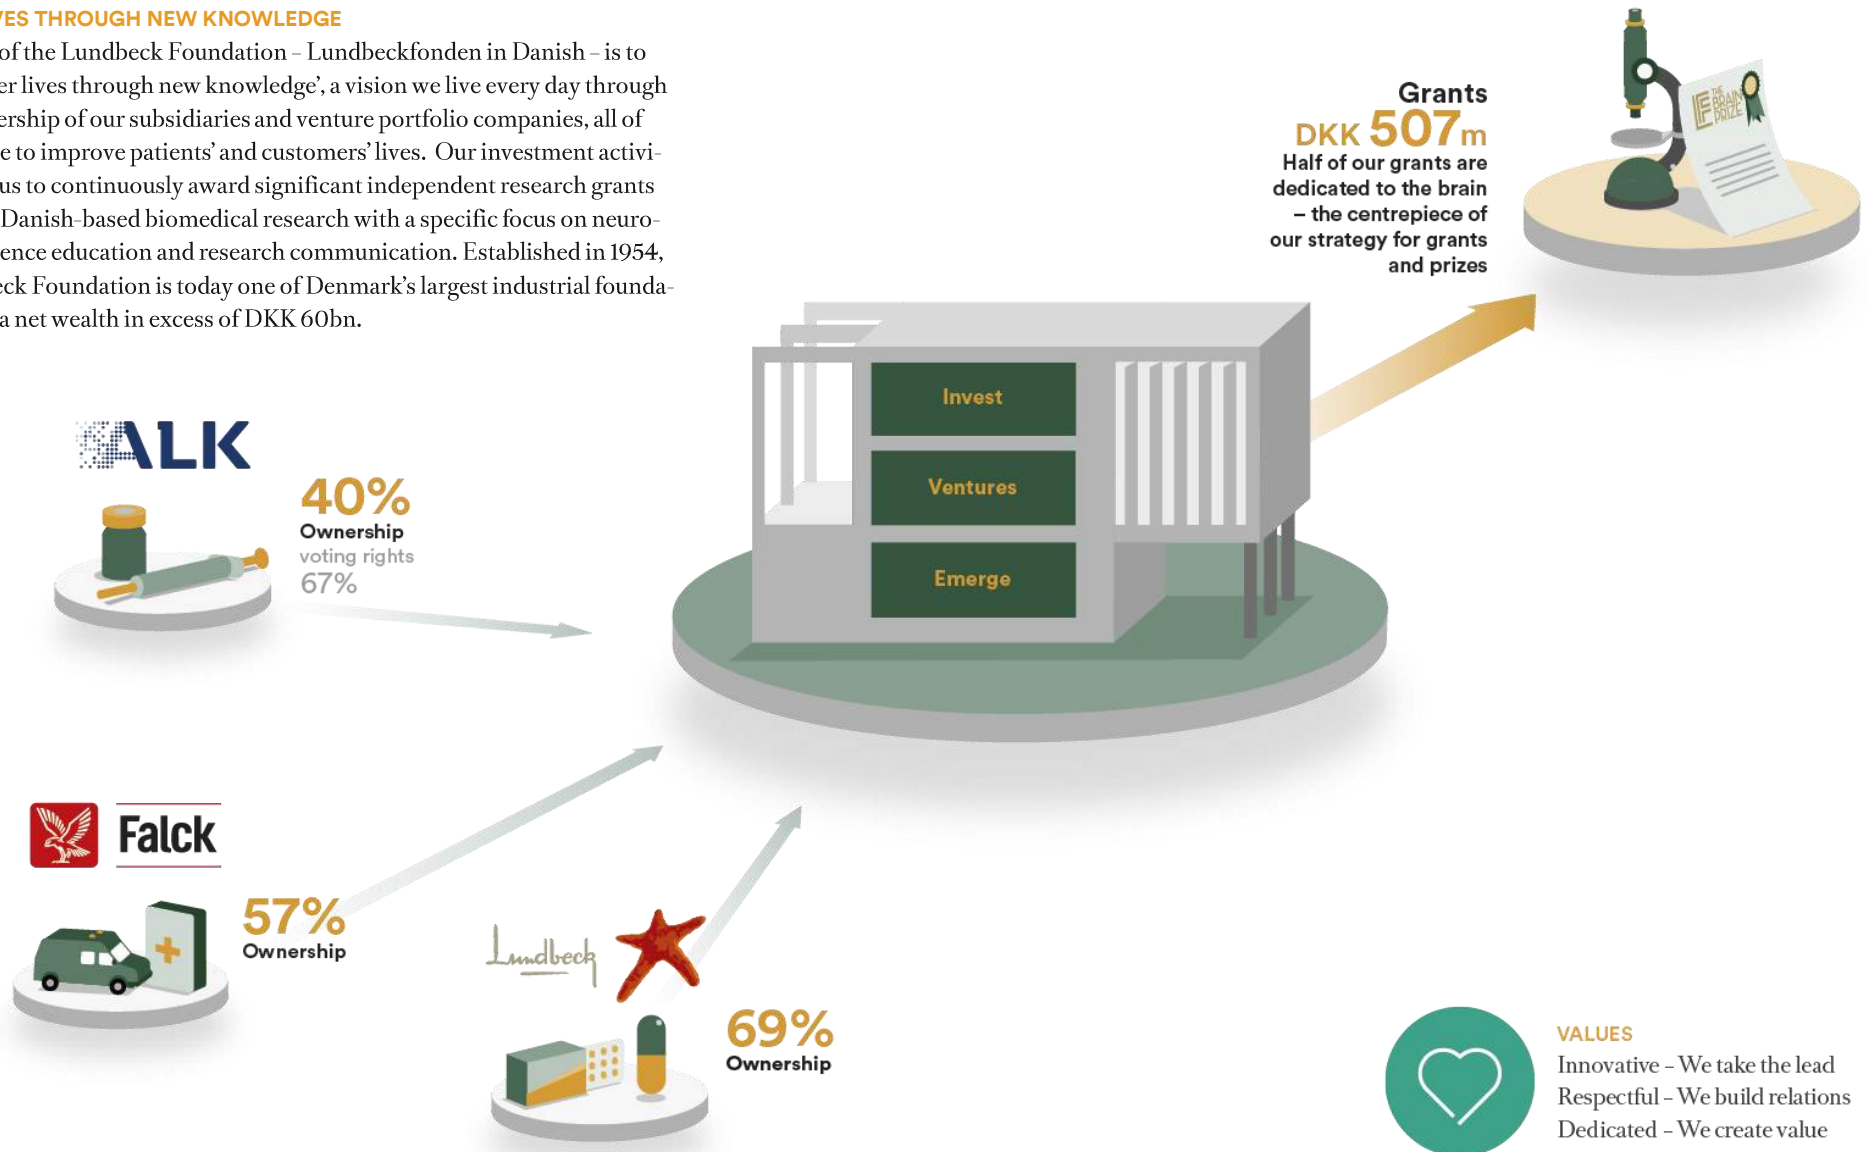 VES THROUGH NEW KNOWLEDGE
of the Lundbeck Foundation – Lundbeckfonden in Danish – is to
er lives through new knowledge’, a vision we live every day through
ership of our subsidiaries and venture portfolio companies, all of
e to improve patients’ and customers’ lives. Our investment activi-
us to continuously award significant independent research grants
Danish-based biomedical research with a specific focus on neuro-
ence education and research communication. Established in 1954,
eck Foundation is today one of Denmark’s largest industrial founda-
a net wealth in excess of DKK 60bn.
Grants
DKK 507m
Half of our grants are
dedicated to the brain
– the centrepiece of
our strategy for grants
and prizes
THE
BRAIN
PRIZE
Invest
Ventures
Emerge
ALK
40%
Ownership
voting rights
67%
Falck
57%
Ownership
Lundbeck
69%
Ownership
VALUES
Innovative – We take the lead
Respectful – We build relations
Dedicated – We create value